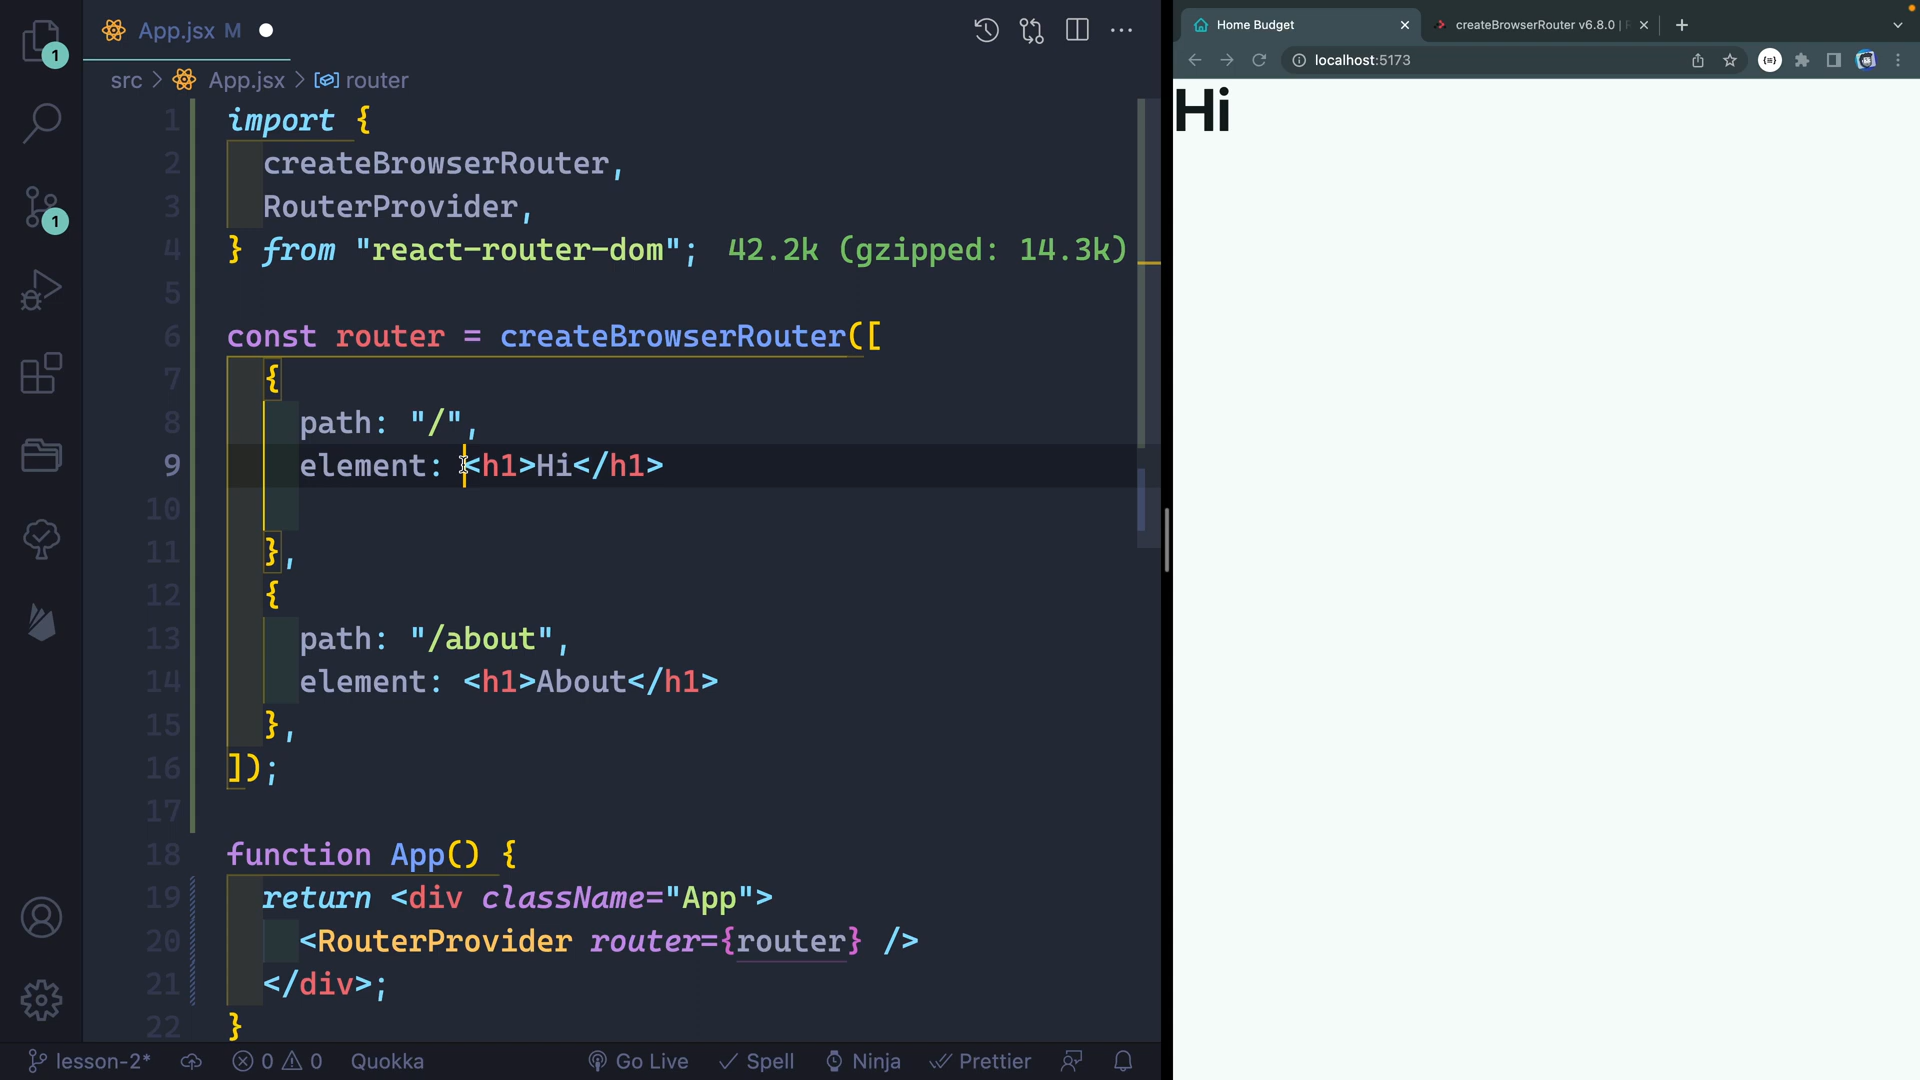 App.jsx M
src > App.jsx > router
1 import {
2 createBrowserRouter,
3 RouterProvider,
4 } from "react-router-dom"; 42.2k (gzipped: 14.3k)
5
6 const router = createBrowserRouter([
7 {
8 path: "/",
9 element: <h1>Hi</h1>
10
11 },
12 {
13 path: "/about",
14 element: <h1>About</h1>
15 },
16 ]);
17
18 function App() {
19 return <div className="App">
20 <RouterProvider router={router} />
21 </div>;
22 }
1
1
lesson-2* 0 0 Quokka Go Live Spell Ninja Prettier
Home Budget
createBrowserRouter v6.8.0 |
localhost:5173
Hi